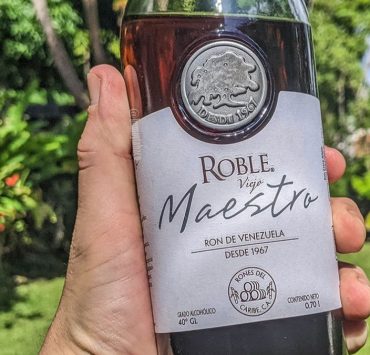 DESDE 1967
ROBLE
Viejo
Maestro
RON DE VENEZUELA
DESDE 1967
RONES DEL
CARIBE, C.A.
GRADO ALCOHÓLICO
40° GL
CONTENIDO NETO
0.70 l